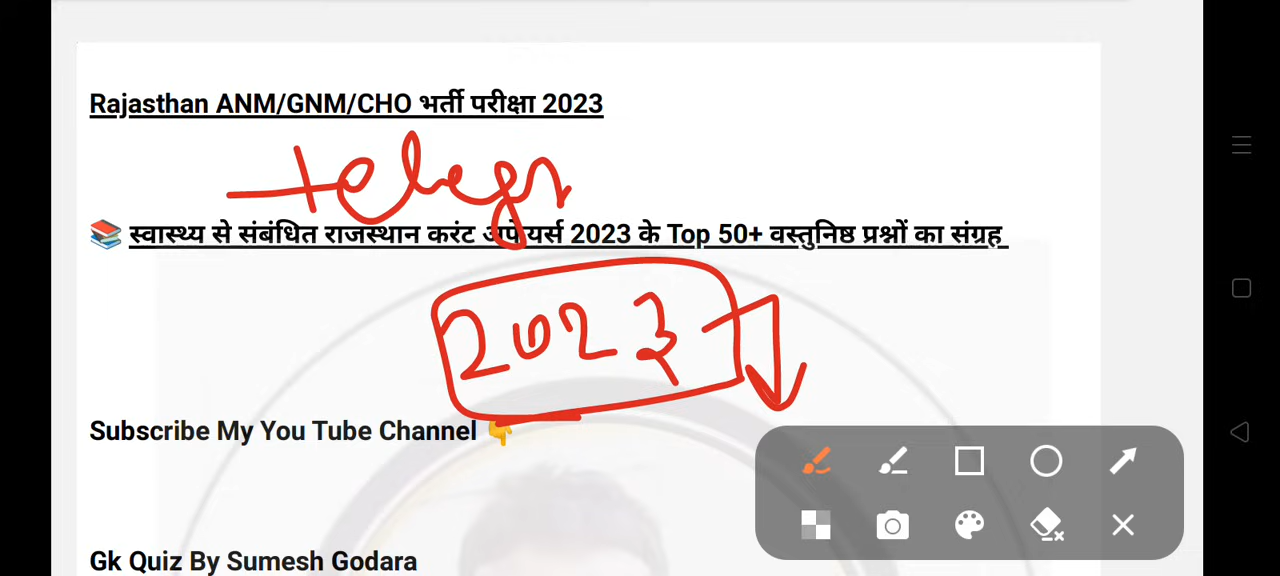 Rajasthan ANM/GNM/CHO भर्ती परीक्षा 2023
telegr
📚 स्वास्थ्य से संबंधित राजस्थान करंट अफेयर्स 2023 के Top 50+ वस्तुनिष्ठ प्रश्नों का संग्रह
2023
Subscribe My You Tube Channel 👇
Gk Quiz By Sumesh Godara